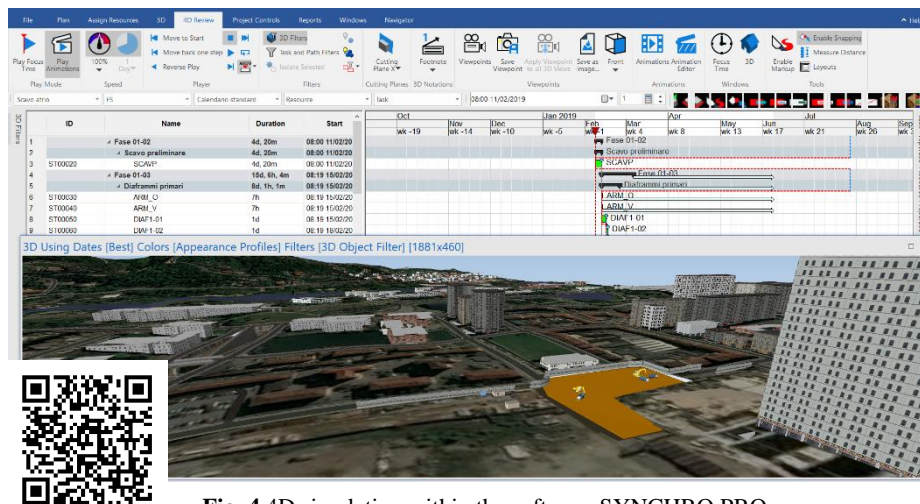 File Plan Assign Resources 3D 4D Review Project Controls Reports Windows Navigator
Play Focus Time
Play Animations
Play Mode
100%
1 Day
Speed
Move to Start
Move back one step
Reverse Play
Player
3D Filters
Task and Path Filters
Isolate Selected
Filters
Cutting Plane X
Cutting Planes
Footnote
3D Notations
Viewpoints
Save Viewpoint
Apply Viewpoint to all 3D Views
Save as image...
Front
Viewpoints
Animations
Animation Editor
Animations
Focus Time
3D
Windows
Enable Markup
Enable Snapping
Measure Distance
Layouts
Tools
Scavo atrio FS Calendario standard Resource Task 08:00 11/02/2019 1
3D Filters
ID Name Duration Start
Oct Jan 2019 Apr Jul
Nov Dec Feb Mar May Jun Aug Sep
wk -19 wk -14 wk -10 wk -5 wk 4 wk 8 wk 13 wk 17 wk 21 wk 26
1 Fase 01-02 4d, 20m 08:00 11/02/20 Fase 01-02
2 Scavo preliminare 4d, 20m 08:00 11/02/20 Scavo preliminare
3 ST00020 SCAVP 4d, 20m 08:00 11/02/20 SCAVP
4 Fase 01-03 15d, 6h, 4m 08:19 15/02/20 Fase 01-03
5 Diaframmi primari 8d, 1h, 1m 08:19 15/02/20 Diaframmi primari
6 ST00030 ARM_O 7h 08:19 15/02/20 ARM_O
7 ST00040 ARM_V 7h 08:19 15/02/20 ARM_V
8 ST00050 DIAF1-01 1d 08:19 15/02/20 DIAF1-01
9 ST00060 DIAF1-02 1d 08:19 18/02/20 DIAF1-02
3D Using Dates [Best] Colors [Appearance Profiles] Filters [3D Object Filter] [1881x460]